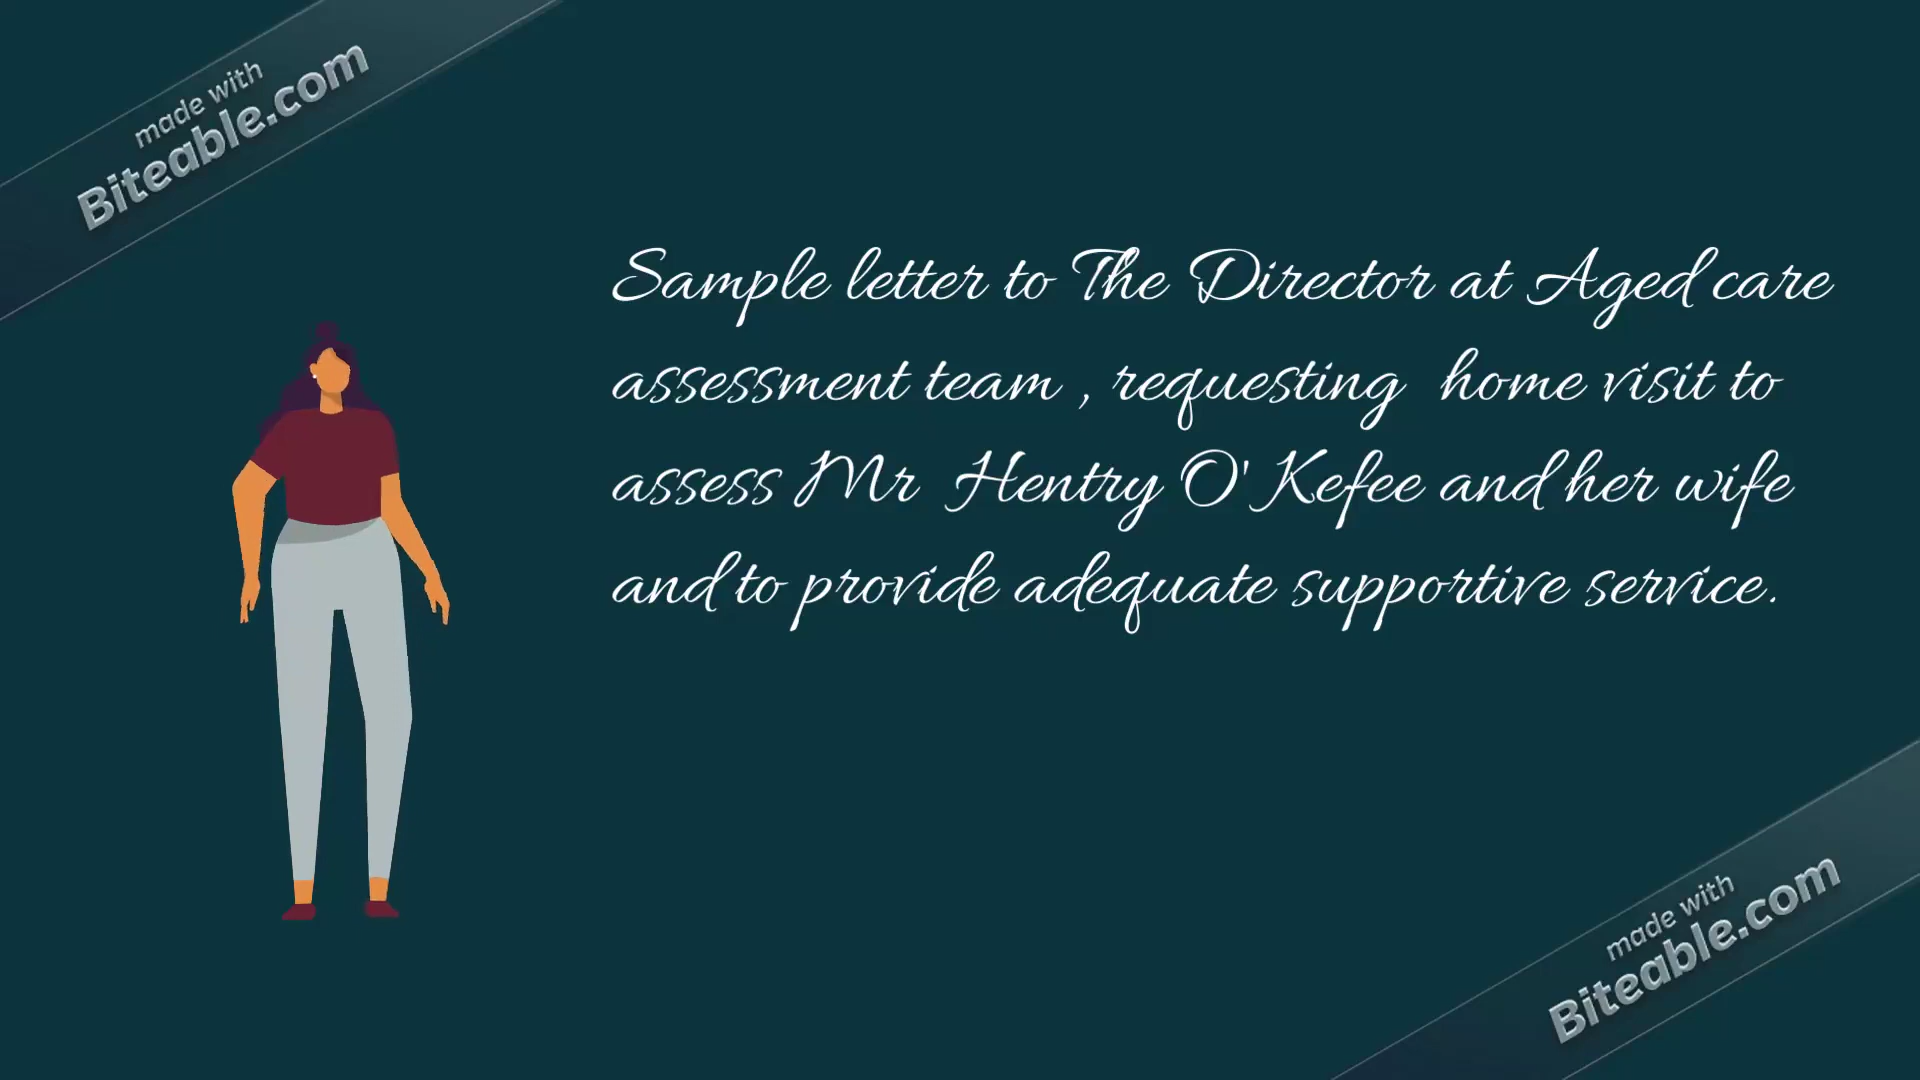 made with
Biteable.com
Sample letter to The Director at Aged care
assessment team , requesting home visit to
assess Mr Hentry O' Kefee and her wife
and to provide adequate supportive service.
made with
Biteable.com